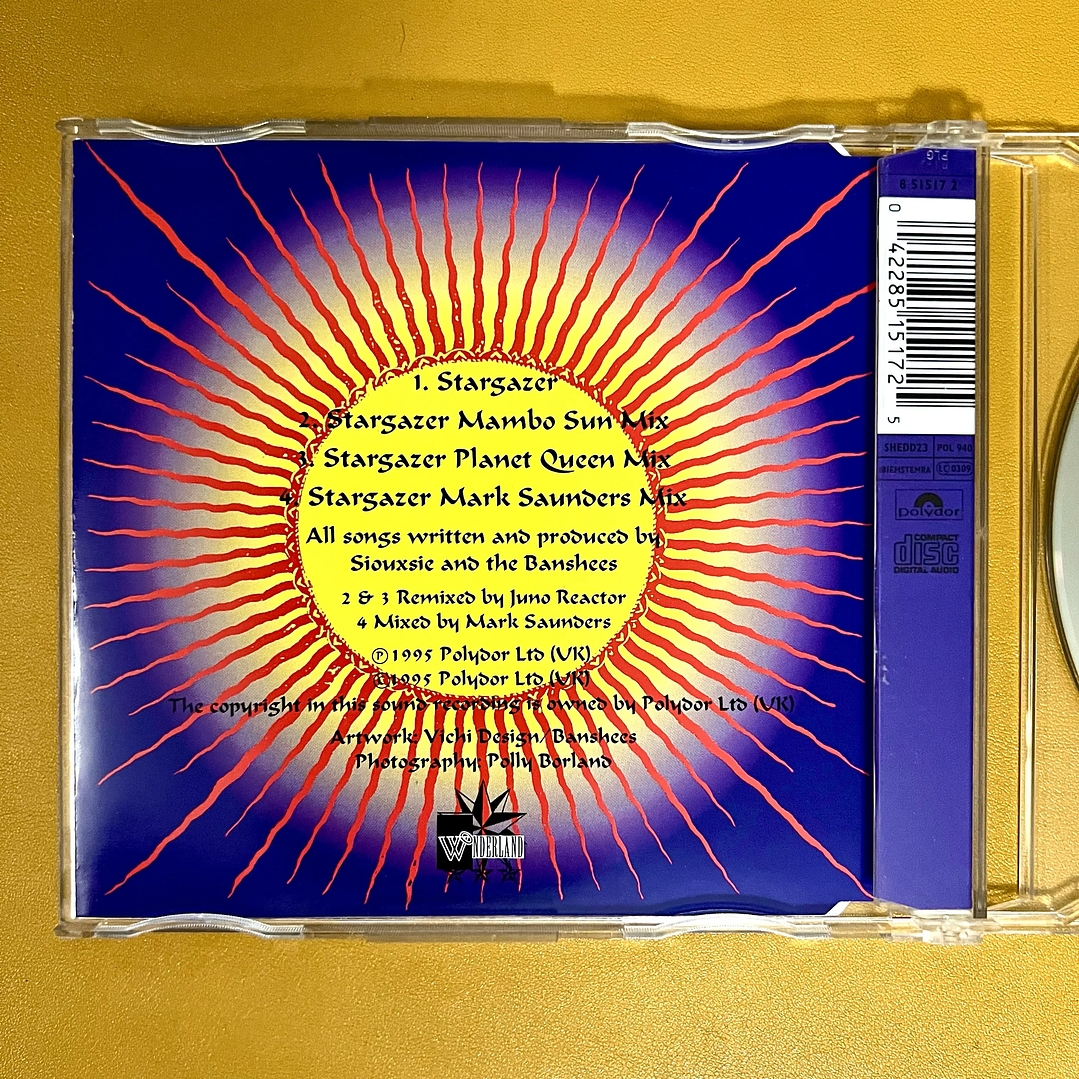 1. Stargazer
2. Stargazer Mambo Sun Mix
3. Stargazer Planet Queen Mix
4. Stargazer Mark Saunders Mix
All songs written and produced by
Siouxsie and the Banshees
2 & 3 Remixed by Juno Reactor
4 Mixed by Mark Saunders
Ⓟ1995 Polydor Ltd (UK)
©1995 Polydor Ltd (UK)
The copyright in this sound recording is owned by Polydor Ltd (UK)
Artwork: Vichi Design/Banshees
Photography: Polly Borland
WONDERLAND
PLG
8 51517 2
0 42285 15172 5
SHEDD23
POL 940
BIEM STEMRA
LC 0309
polydor
COMPACT
disc
DIGITAL AUDIO